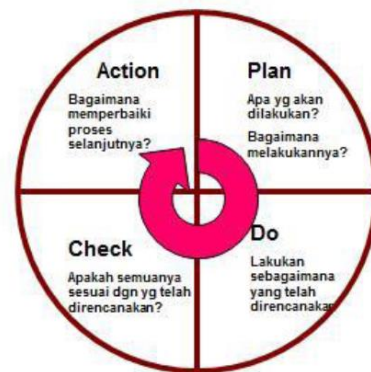 Action
Bagaimana
memperbaiki
proses
selanjutnya?
Plan
Apa yg akan
dilakukan?
Bagaimana
melakukannya?
Check
Apakah semuanya
sesuai dgn yg telah
direncanakan?
Do
Lakukan
sebagaimana
yang telah
direncanakan